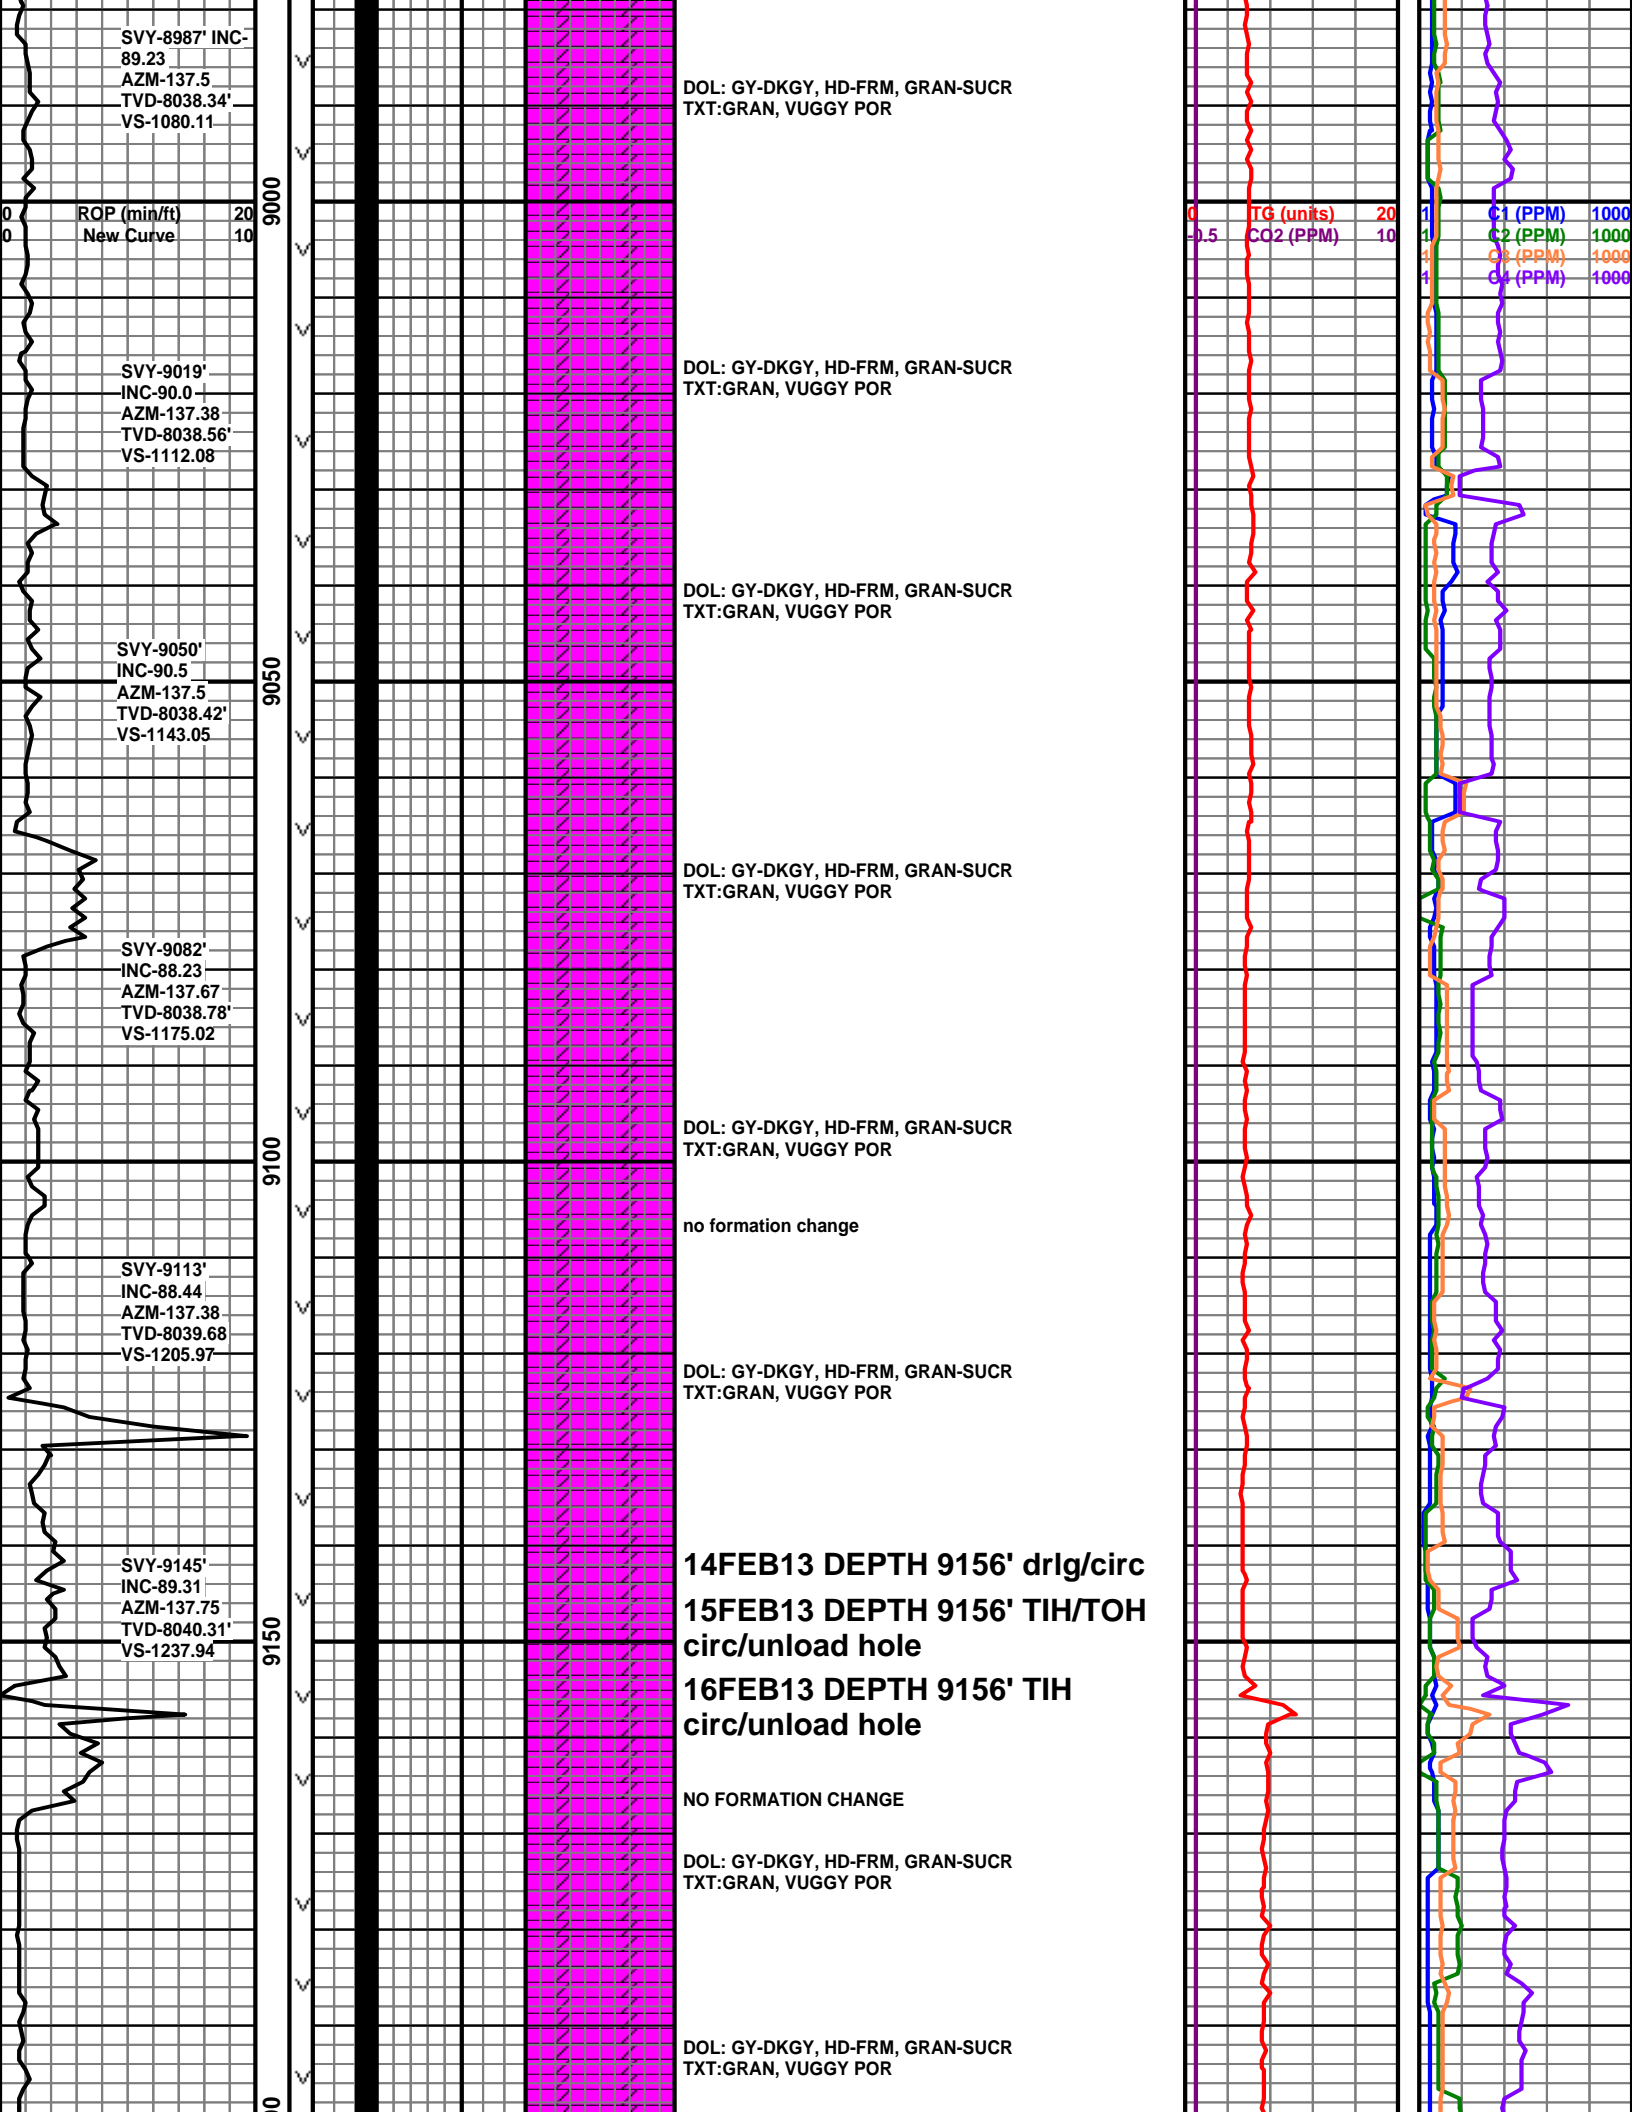 SVY-8987' INC-
89.23
AZM-137.5
TVD-8038.34'
VS-1080.11
DOL: GY-DKGY, HD-FRM, GRAN-SUCR
TXT:GRAN, VUGGY POR
9000
0 ROP (min/ft) 20
0 New Curve 10
0 TG (units) 20
-0.5 CO2 (PPM) 10
1 C1 (PPM) 1000
1 C2 (PPM) 1000
1 C3 (PPM) 1000
1 C4 (PPM) 1000
SVY-9019'
INC-90.0
AZM-137.38
TVD-8038.56'
VS-1112.08
DOL: GY-DKGY, HD-FRM, GRAN-SUCR
TXT:GRAN, VUGGY POR
DOL: GY-DKGY, HD-FRM, GRAN-SUCR
TXT:GRAN, VUGGY POR
SVY-9050'
INC-90.5
AZM-137.5
TVD-8038.42'
VS-1143.05
9050
DOL: GY-DKGY, HD-FRM, GRAN-SUCR
TXT:GRAN, VUGGY POR
SVY-9082'
INC-88.23
AZM-137.67
TVD-8038.78'
VS-1175.02
DOL: GY-DKGY, HD-FRM, GRAN-SUCR
TXT:GRAN, VUGGY POR
9100
no formation change
SVY-9113'
INC-88.44
AZM-137.38
TVD-8039.68
VS-1205.97
DOL: GY-DKGY, HD-FRM, GRAN-SUCR
TXT:GRAN, VUGGY POR
14FEB13 DEPTH 9156' drlg/circ
SVY-9145'
INC-89.31
AZM-137.75
TVD-8040.31'
VS-1237.94
9150
15FEB13 DEPTH 9156' TIH/TOH
circ/unload hole
16FEB13 DEPTH 9156' TIH
circ/unload hole
NO FORMATION CHANGE
DOL: GY-DKGY, HD-FRM, GRAN-SUCR
TXT:GRAN, VUGGY POR
DOL: GY-DKGY, HD-FRM, GRAN-SUCR
TXT:GRAN, VUGGY POR